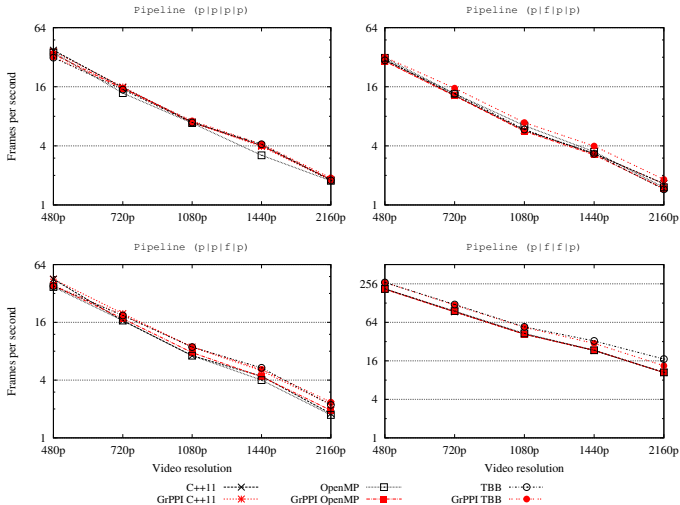 Pipeline (p|p|p|p)
Pipeline (p|f|p|p)
Frames per second
64
16
4
1
480p 720p 1080p 1440p 2160p
64
16
4
1
480p 720p 1080p 1440p 2160p
Pipeline (p|p|f|p)
Pipeline (p|f|f|p)
Frames per second
64
16
4
1
480p 720p 1080p 1440p 2160p
Video resolution
256
64
16
4
1
480p 720p 1080p 1440p 2160p
Video resolution
C++11
GrPPI C++11
OpenMP
GrPPI OpenMP
TBB
GrPPI TBB